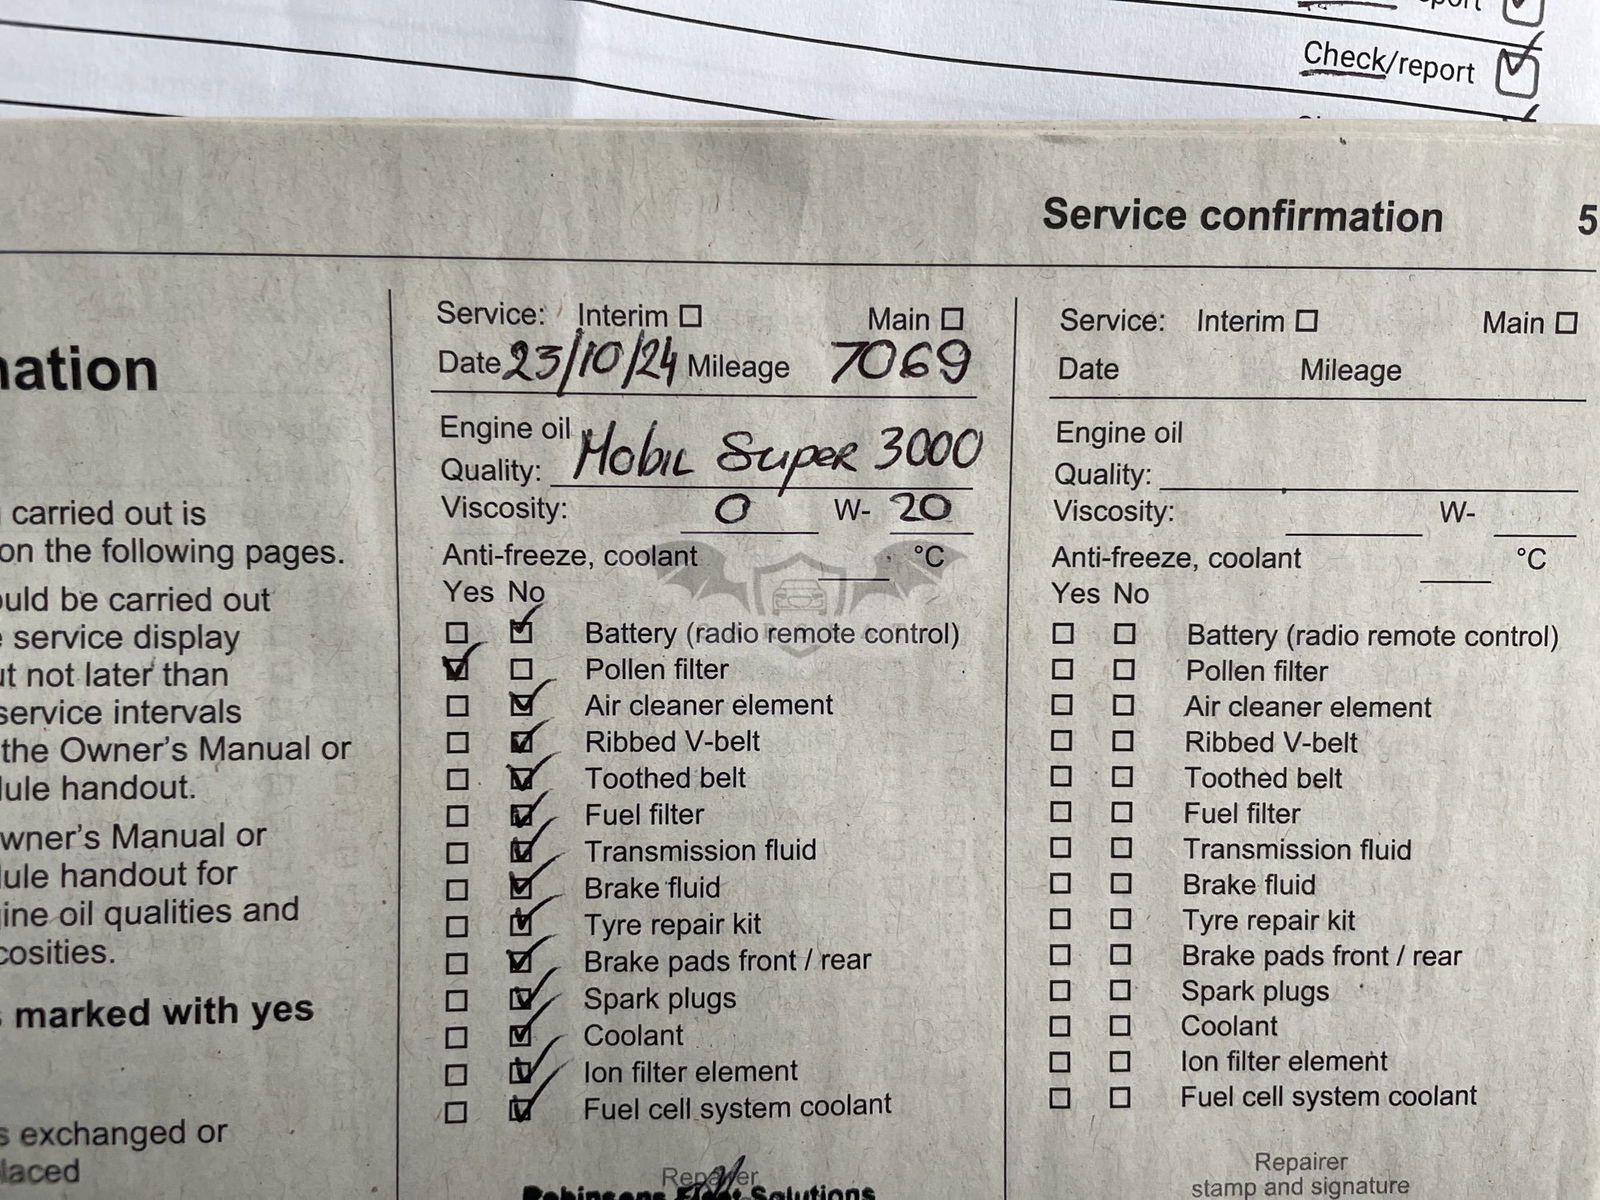 Check/report
Service confirmation 5
Service: Interim Main
Date 23/10/24 Mileage 7069
Engine oil
Quality: Mobil Super 3000
Viscosity: 0 W- 20
Anti-freeze, coolant °C
Yes No
Battery (radio remote control)
Pollen filter
Air cleaner element
Ribbed V-belt
Toothed belt
Fuel filter
Transmission fluid
Brake fluid
Tyre repair kit
Brake pads front / rear
Spark plugs
Coolant
Ion filter element
Fuel cell system coolant
Repairer
Robinsons Fleet Solutions
Service: Interim Main
Date Mileage
Engine oil
Quality:
Viscosity: W-
Anti-freeze, coolant °C
Yes No
Battery (radio remote control)
Pollen filter
Air cleaner element
Ribbed V-belt
Toothed belt
Fuel filter
Transmission fluid
Brake fluid
Tyre repair kit
Brake pads front / rear
Spark plugs
Coolant
Ion filter element
Fuel cell system coolant
Repairer
stamp and signature
carried out is
on the following pages.
be carried out
service display
not later than
service intervals
the Owner's Manual or
handout.
Manual or
handout for
oil qualities and
marked with yes
exchanged or